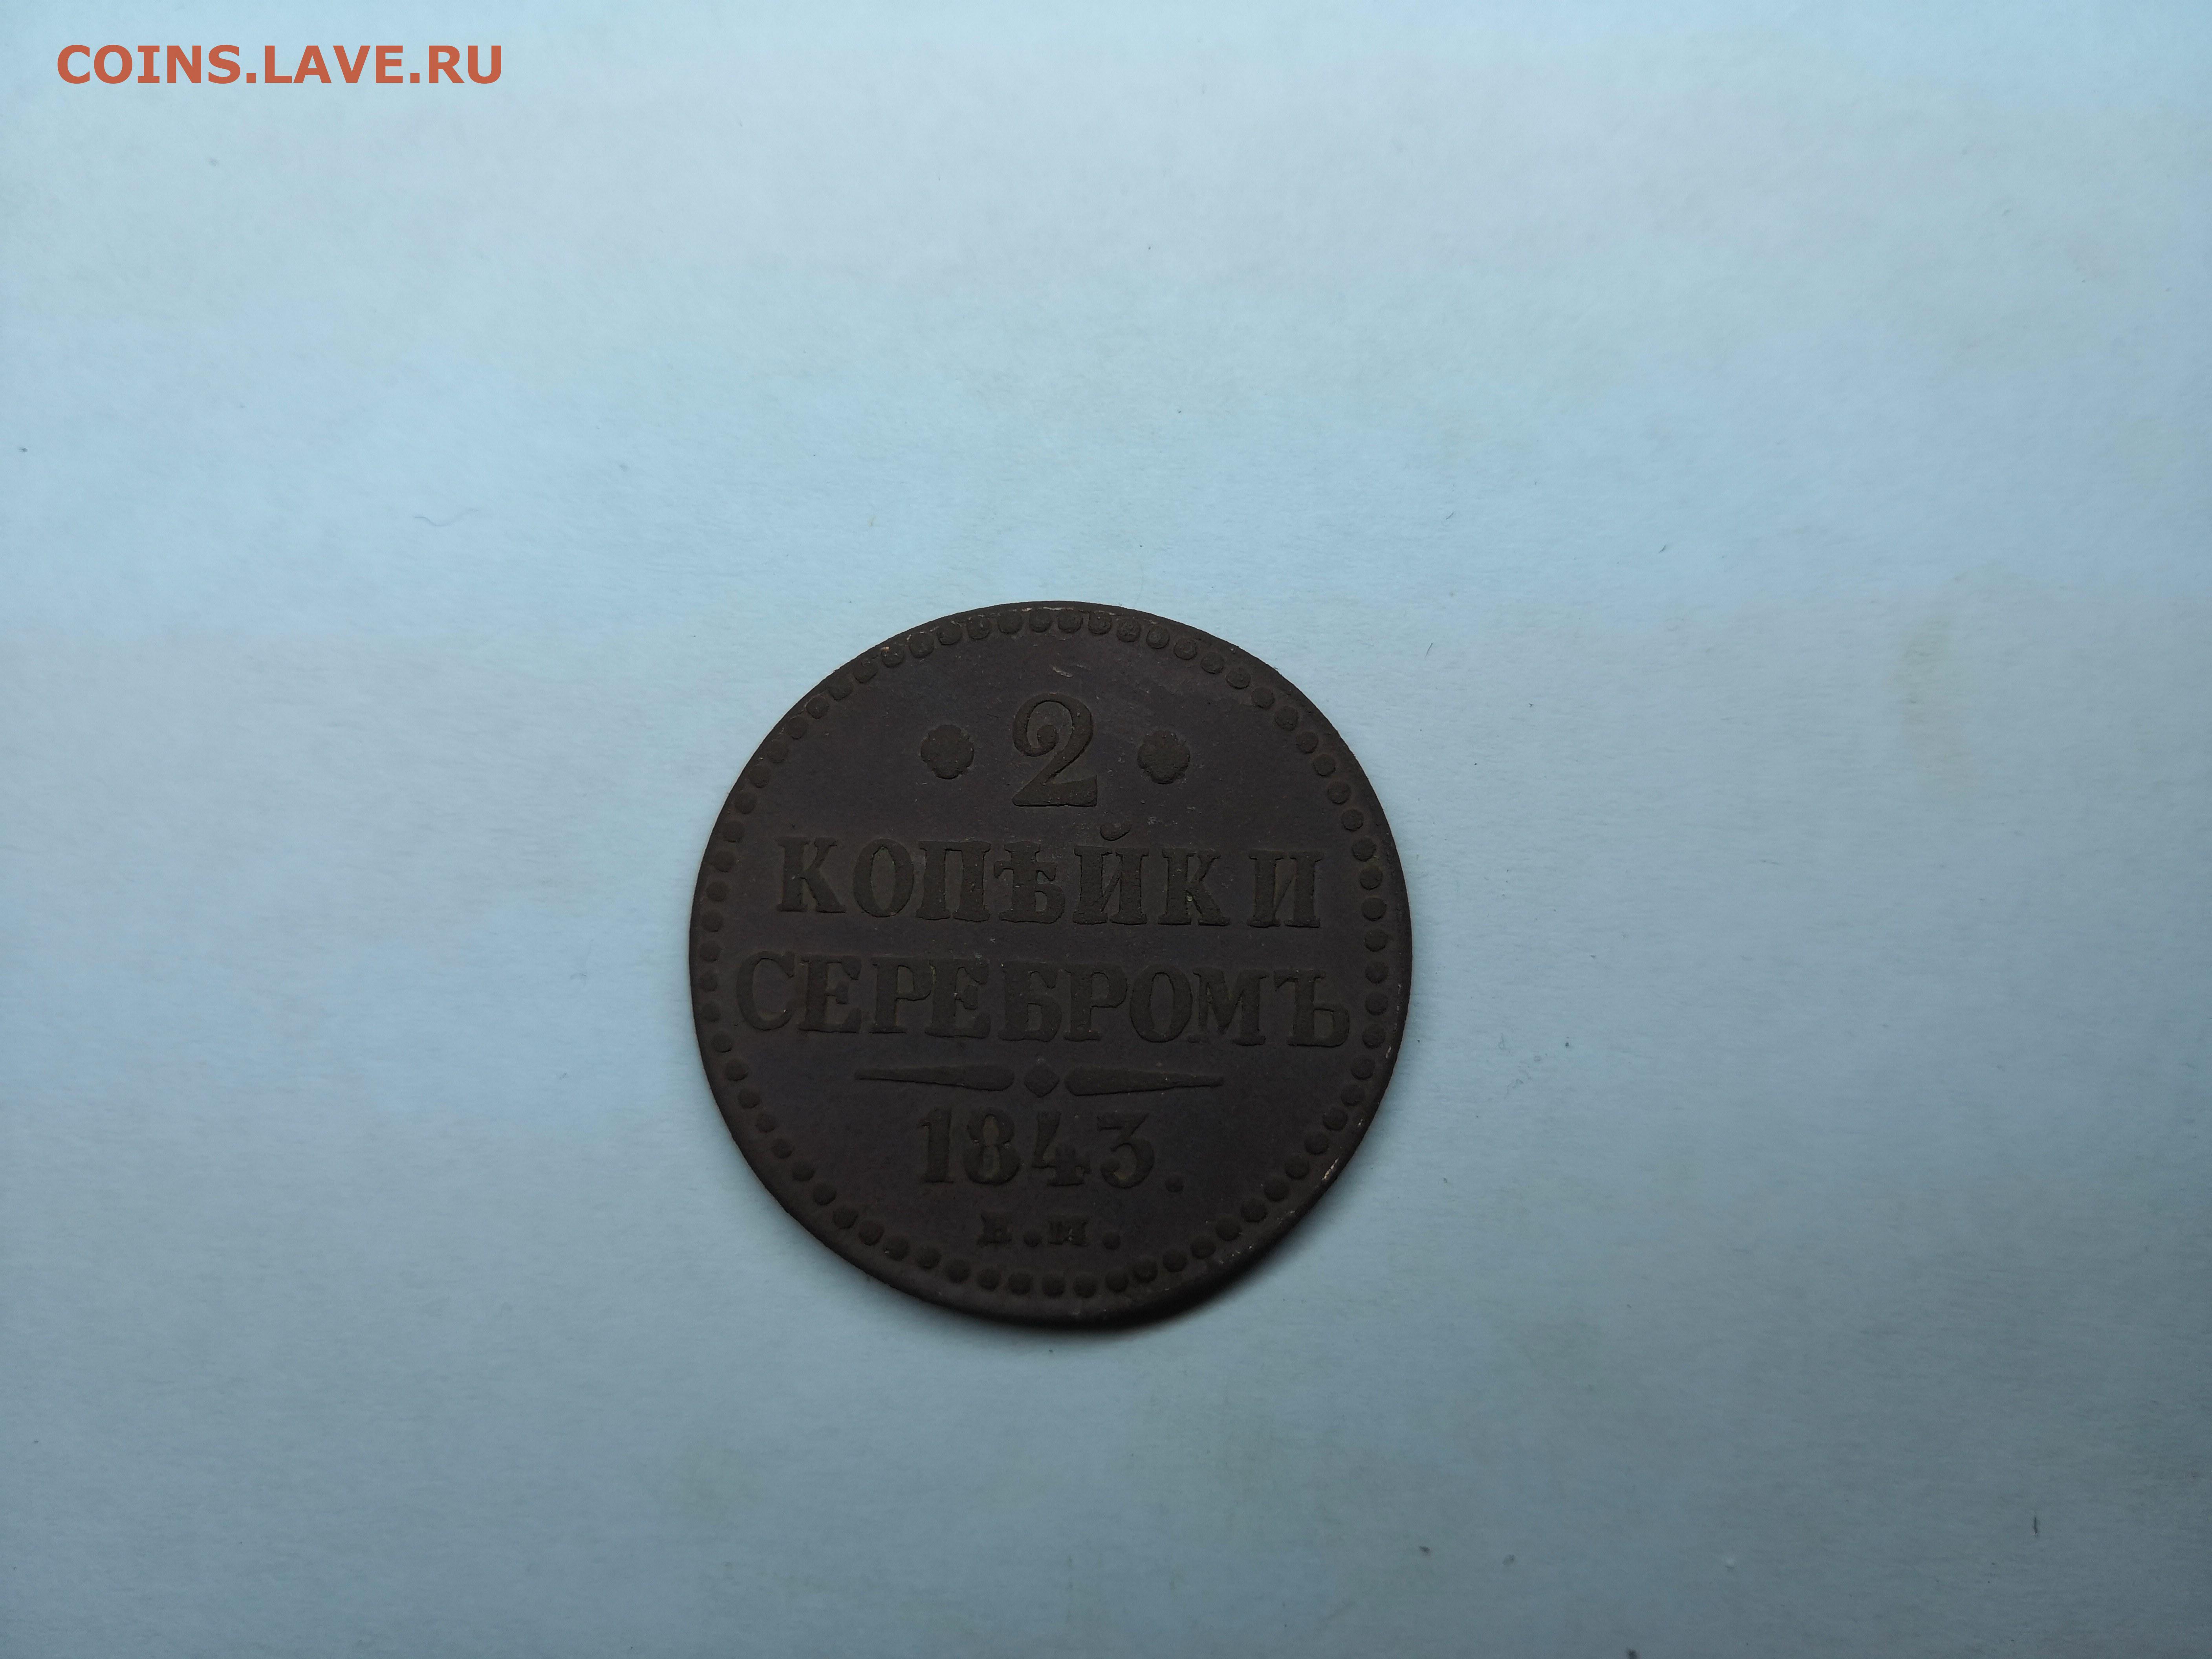 COINS.LAVE.RU
2
КОПѢЙКИ
СЕРЕБРОМЪ
1843.
Е.М.